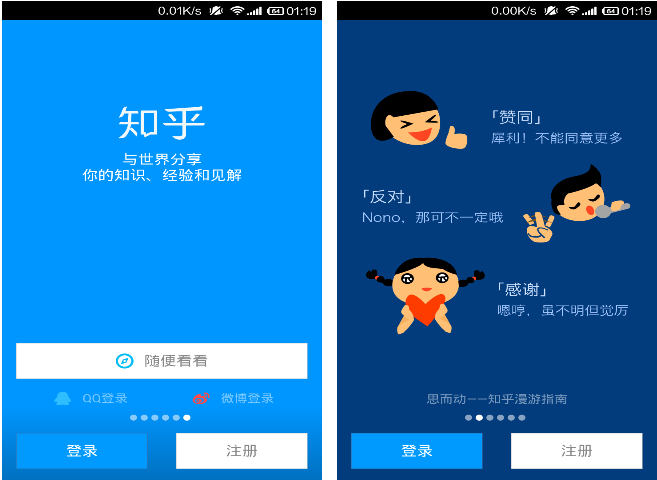 0.01K/s 64 01:19
知乎
与世界分享
你的知识、经验和见解
随便看看
QQ登录 微博登录
登录 注册
0.00K/s 64 01:19
「赞同」
犀利！不能同意更多
「反对」
Nono，那可不一定哦
「感谢」
嗯哼，虽不明但觉厉
思而动——知乎漫游指南
登录 注册